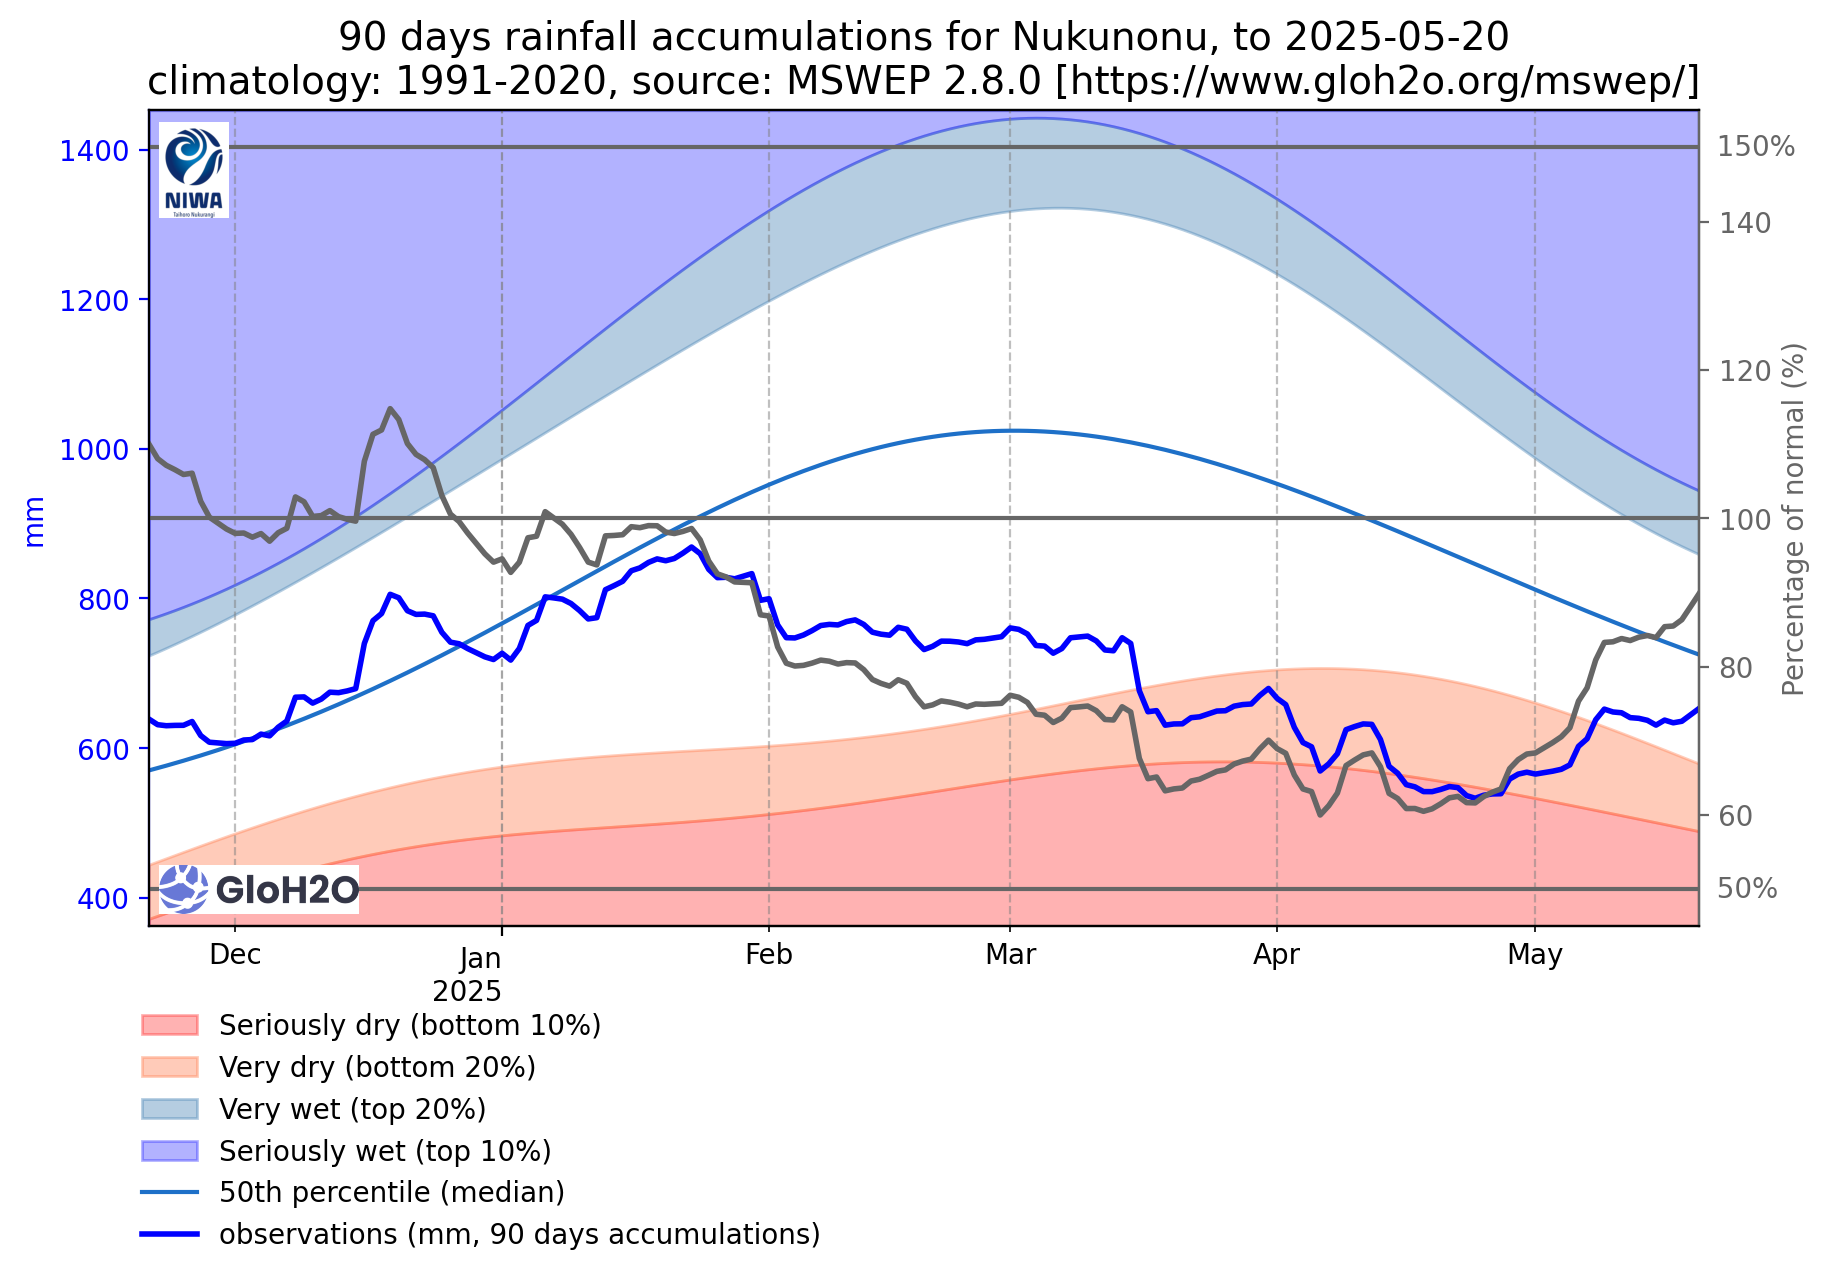 90 days rainfall accumulations for Nukunonu, to 2025-05-20
climatology: 1991-2020, source: MSWEP 2.8.0 [https://www.gloh2o.org/mswep/]
NIWA
Taihoro Nukurangi
1400
1200
1000
800
600
400
mm
150%
140
120
100
80
60
50%
Percentage of normal (%)
GloH2O
Dec
Jan
2025
Feb
Mar
Apr
May
Seriously dry (bottom 10%)
Very dry (bottom 20%)
Very wet (top 20%)
Seriously wet (top 10%)
50th percentile (median)
observations (mm, 90 days accumulations)